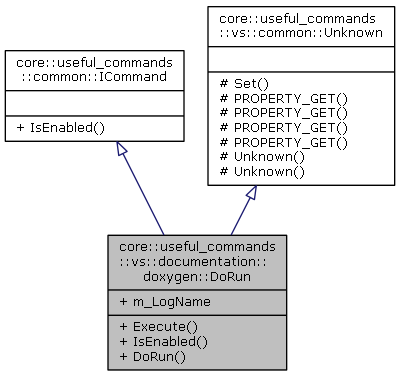 core::useful_commands
::vs::common::Unknown
# Set()
# PROPERTY_GET()
# PROPERTY_GET()
# PROPERTY_GET()
# PROPERTY_GET()
# Unknown()
# Unknown()
core::useful_commands
::common::ICommand
+ IsEnabled()
core::useful_commands
::vs::documentation::
doxygen::DoRun
+ m_LogName
+ Execute()
+ IsEnabled()
+ DoRun()